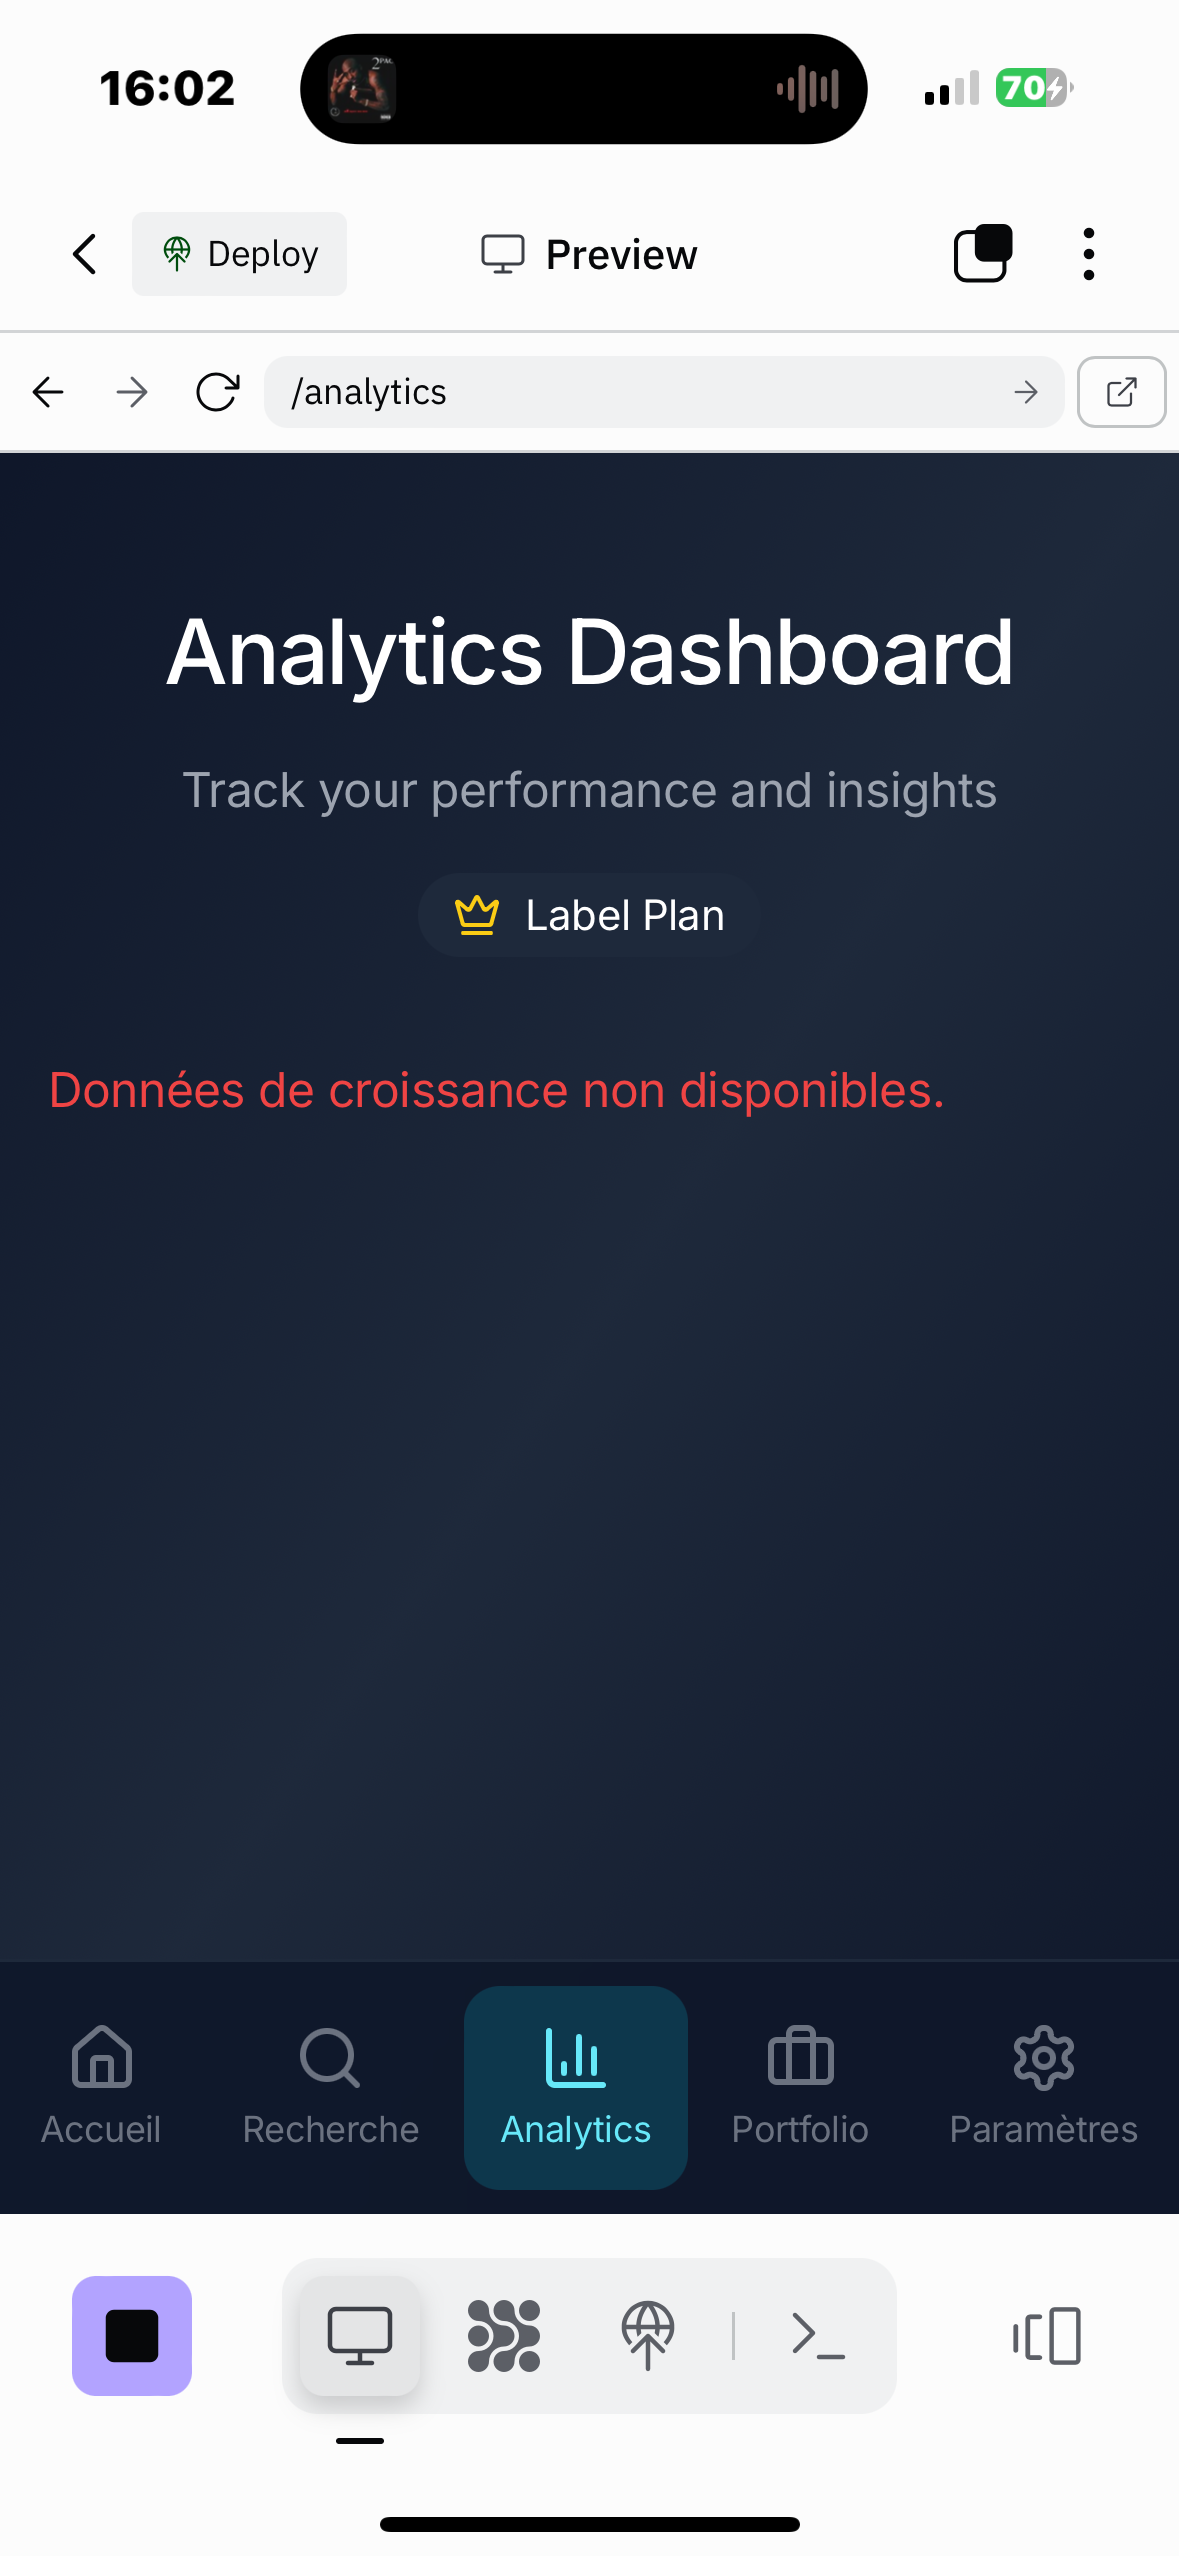 16:02
2PAC
70
Deploy
Preview
/analytics
Analytics Dashboard
Track your performance and insights
Label Plan
Données de croissance non disponibles.
Accueil
Recherche
Analytics
Portfolio
Paramètres